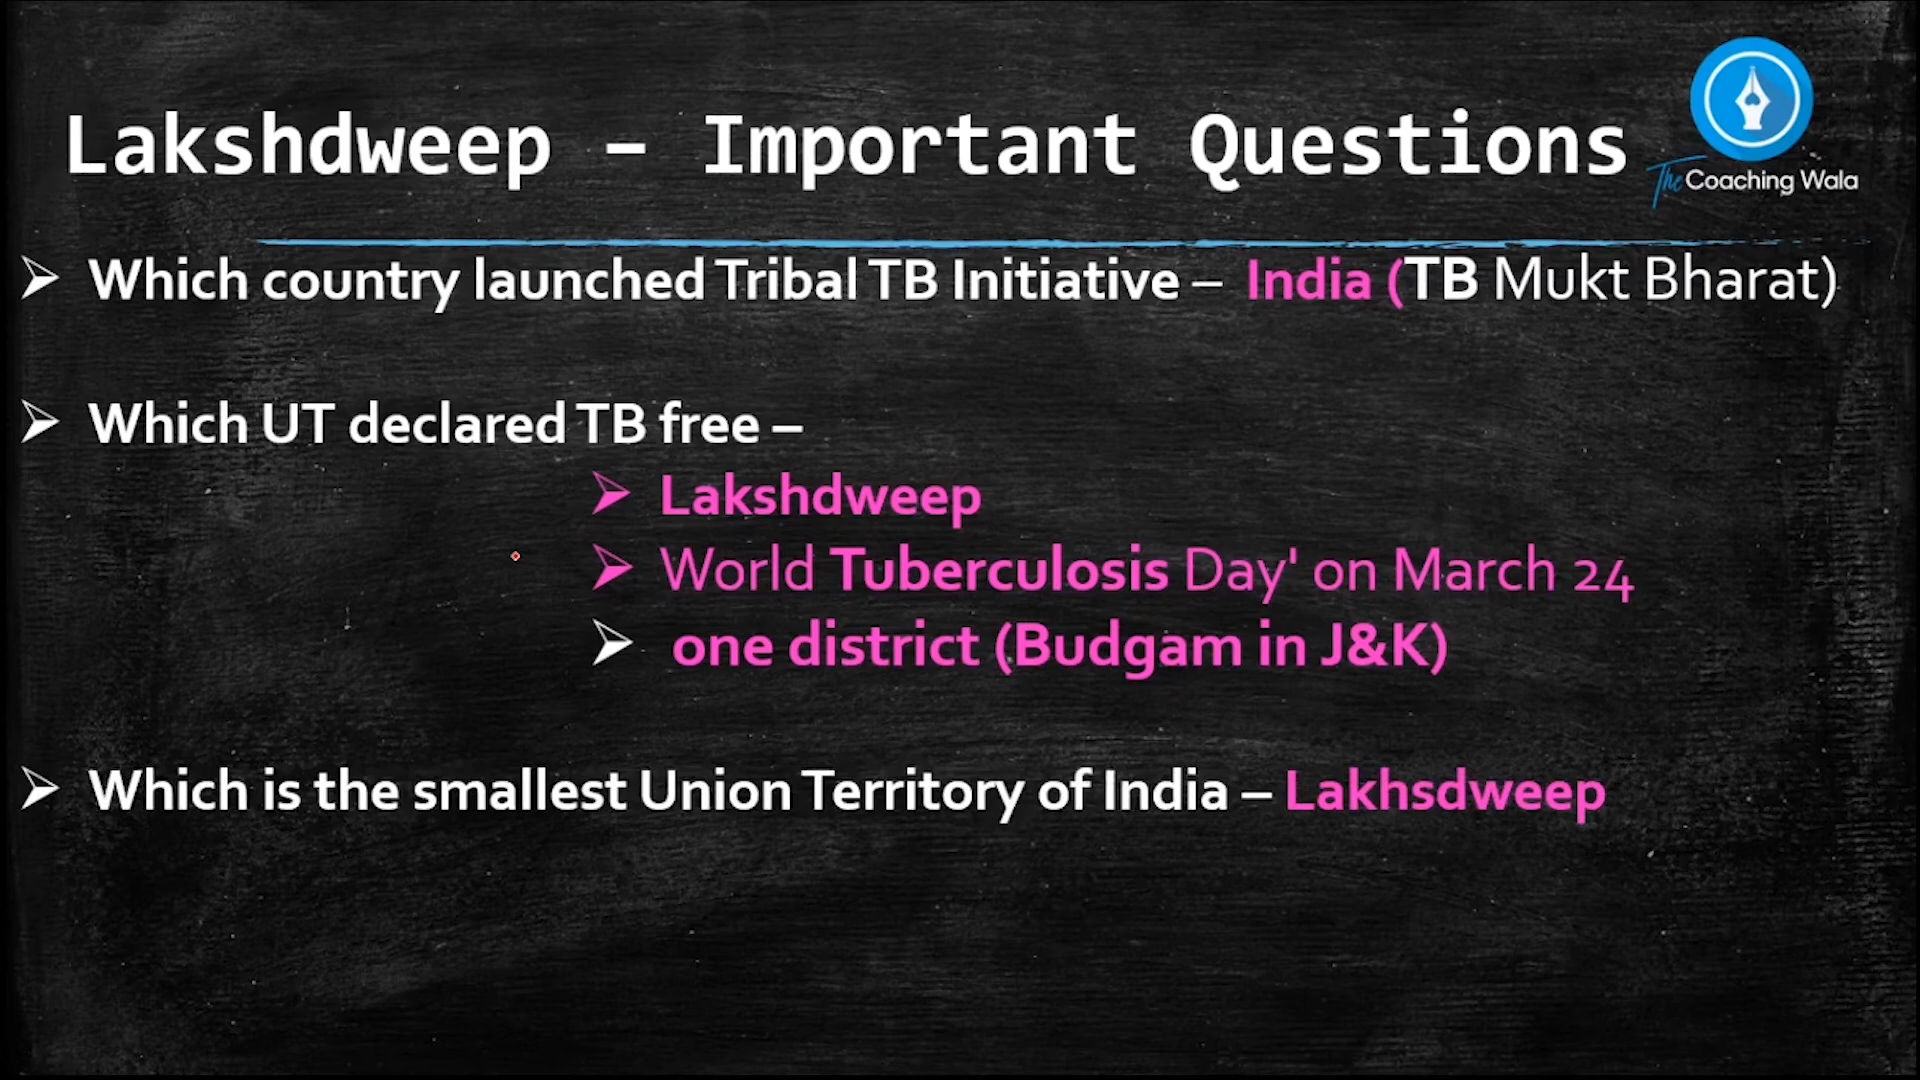 Lakshdweep – Important Questions
The Coaching Wala
Which country launched Tribal TB Initiative – India (TB Mukt Bharat)
Which UT declared TB free –
Lakshdweep
World Tuberculosis Day' on March 24
one district (Budgam in J&K)
Which is the smallest Union Territory of India – Lakhsdweep